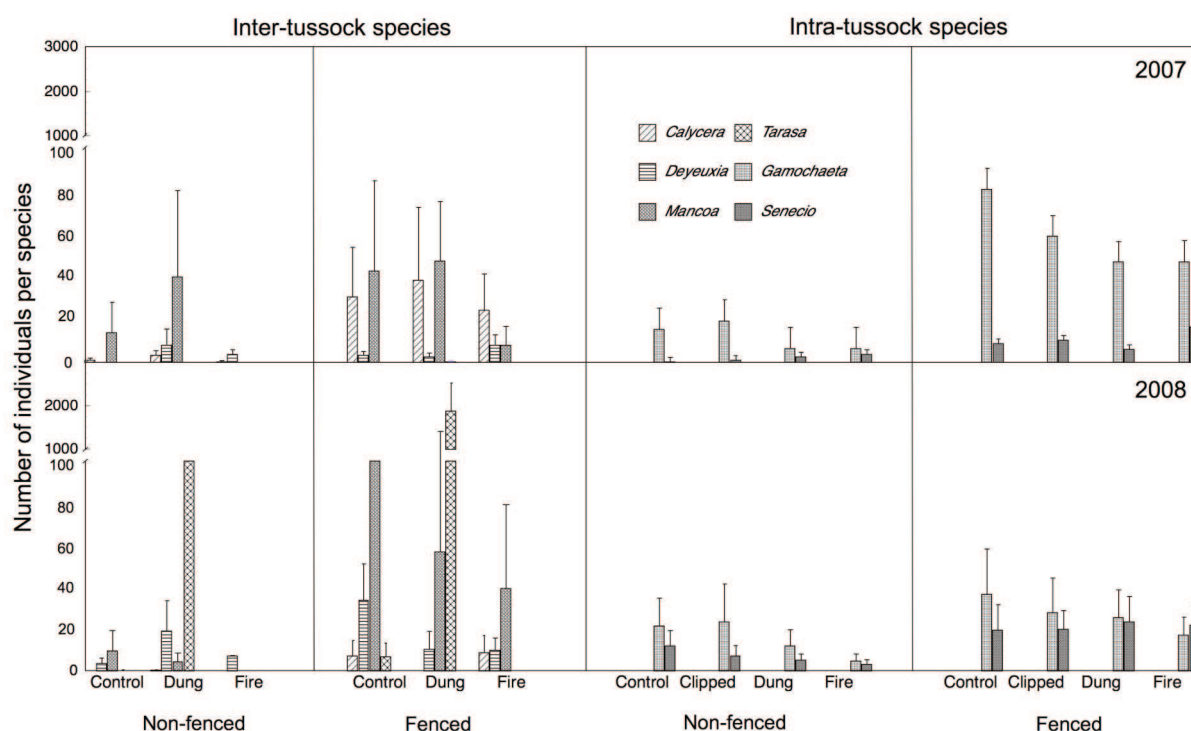 Inter-tussock species
Intra-tussock species
3000
2000
1000
100
80
60
40
20
0
2007
Calycera
Tarasa
Deyeuxia
Gamochaeta
Mancoa
Senecio
Number of individuals per species
2000
1000
100
80
60
40
20
0
2008
Control Dung Fire
Control Dung Fire
Control Clipped Dung Fire
Control Clipped Dung Fire
Non-fenced
Fenced
Non-fenced
Fenced